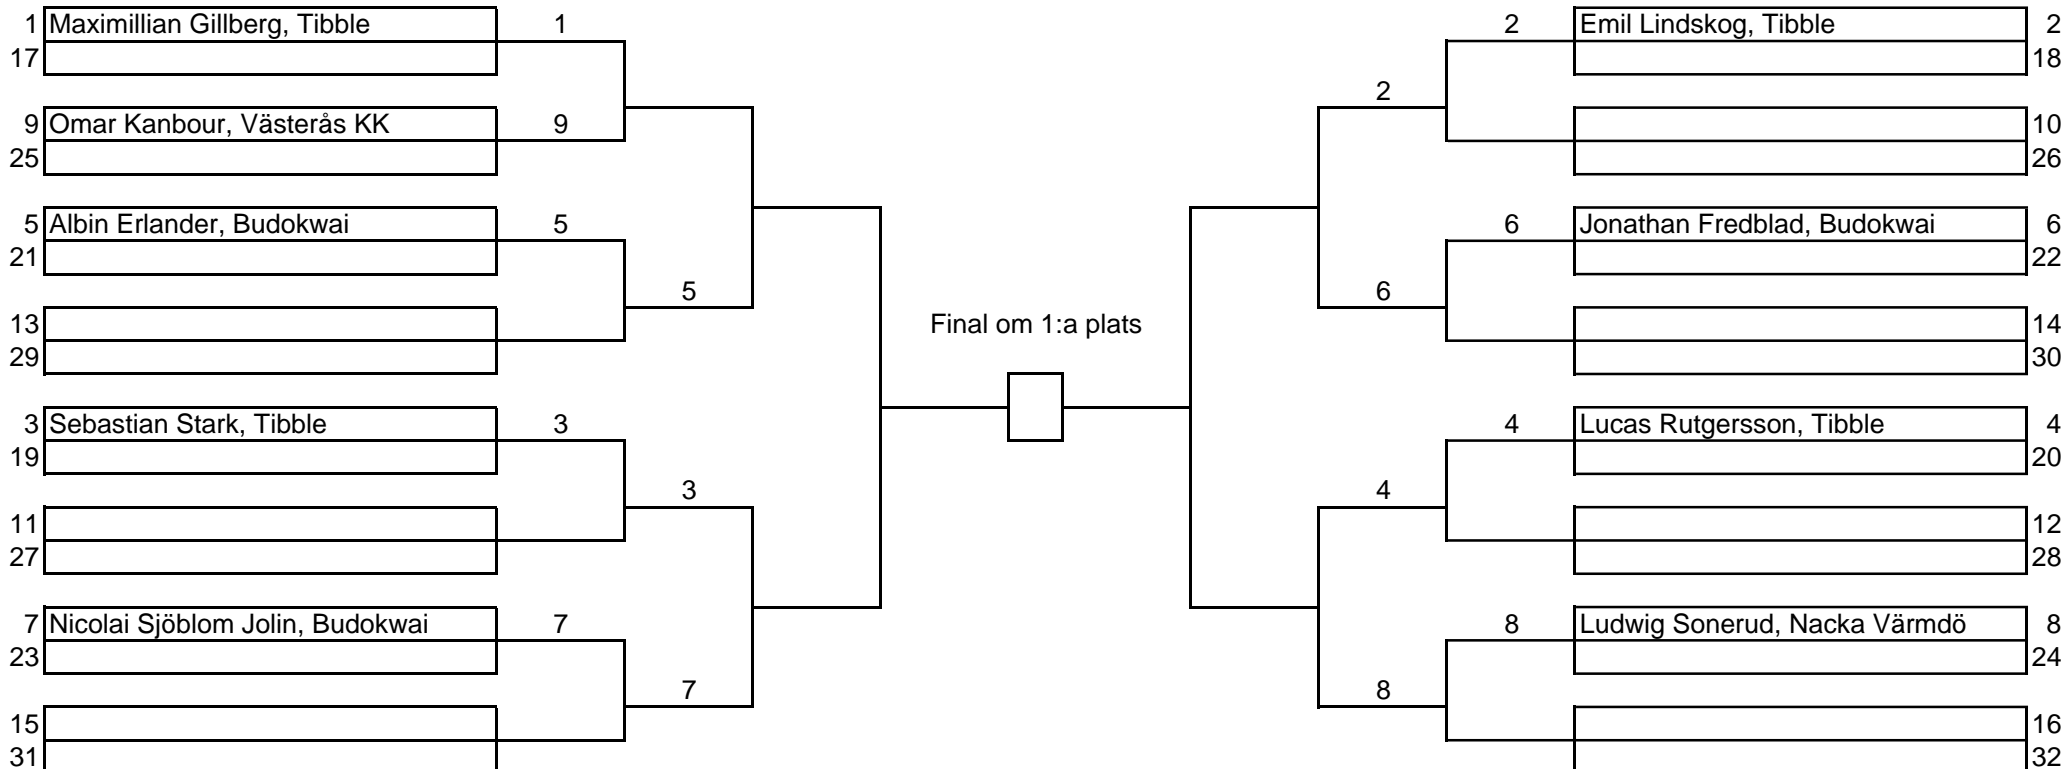 1 Maximillian Gillberg, Tibble 1 2 Emil Lindskog, Tibble 2
17 18
2
9 Omar Kanbour, Västerås KK 9 10
25 26
5 Albin Erlander, Budokwai 5 6 Jonathan Fredblad, Budokwai 6
21 22
5 6
13 Final om 1:a plats 14
29 30
3 Sebastian Stark, Tibble 3 4 Lucas Rutgersson, Tibble 4
19 20
3 4
11 12
27 28
7 Nicolai Sjöblom Jolin, Budokwai 7 8 Ludwig Sonerud, Nacka Värmdö 8
23 24
7 8
15 16
31 32